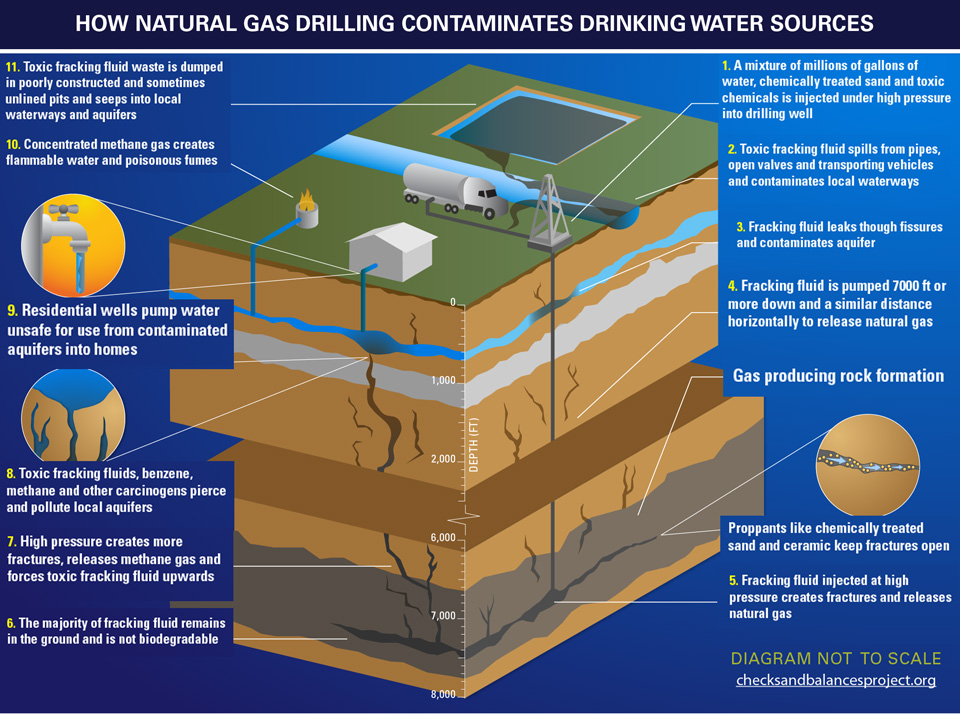 HOW NATURAL GAS DRILLING CONTAMINATES DRINKING WATER SOURCES
11. Toxic fracking fluid waste is dumped
in poorly constructed and sometimes
unlined pits and seeps into local
waterways and aquifers
10. Concentrated methane gas creates
flammable water and poisonous fumes
9. Residential wells pump water
unsafe for use from contaminated
aquifers into homes
8. Toxic fracking fluids, benzene,
methane and other carcinogens pierce
and pollute local aquifers
7. High pressure creates more
fractures, releases methane gas and
forces toxic fracking fluid upwards
6. The majority of fracking fluid remains
in the ground and is not biodegradable
0
1,000
2,000
DEPTH (FT)
6,000
7,000
8,000
1. A mixture of millions of gallons of
water, chemically treated sand and toxic
chemicals is injected under high pressure
into drilling well
2. Toxic fracking fluid spills from pipes,
open valves and transporting vehicles
and contaminates local waterways
3. Fracking fluid leaks though fissures
and contaminates aquifer
4. Fracking fluid is pumped 7000 ft or
more down and a similar distance
horizontally to release natural gas
Gas producing rock formation
Proppants like chemically treated
sand and ceramic keep fractures open
5. Fracking fluid injected at high
pressure creates fractures and releases
natural gas
DIAGRAM NOT TO SCALE
checksandbalancesproject.org